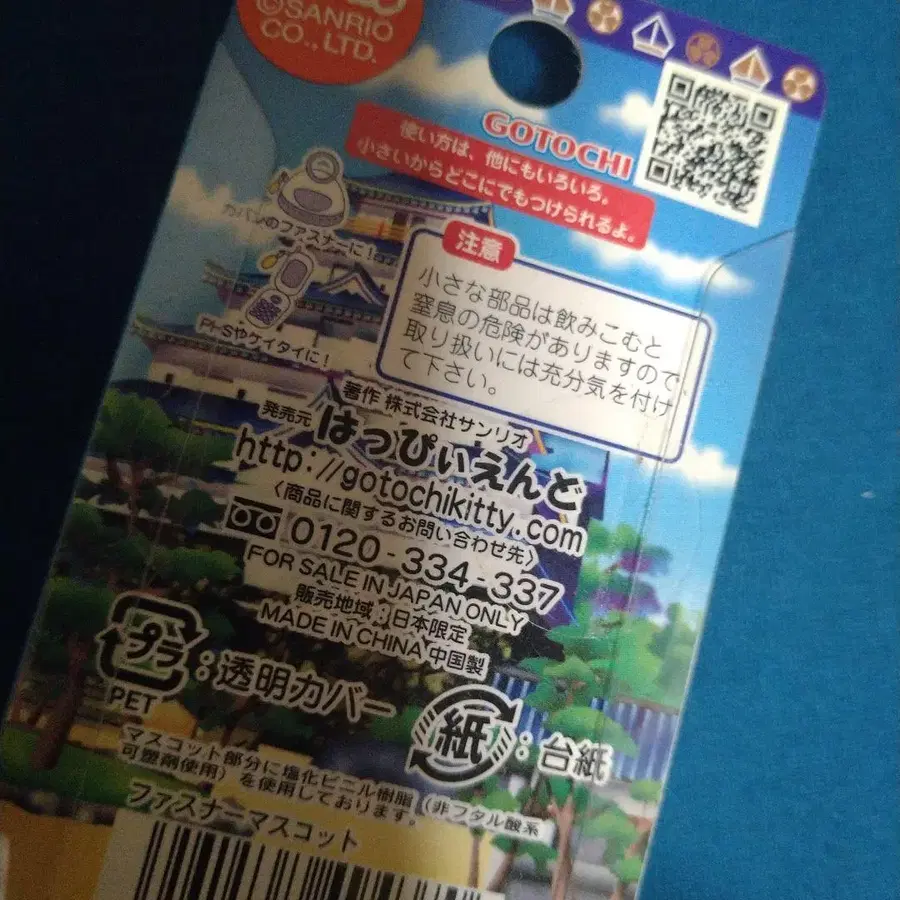 ©SANRIO
CO., LTD.
GOTOCHI
使い方は、他にもいろいろ。
小さいからどこにでもつけられるよ。
カバンのファスナーに！
PHSやケイタイに！
注意
小さな部品は飲みこむと
窒息の危険がありますので、
取り扱いには充分気を付け
て下さい。
著作 株式会社サンリオ
発売元 はっぴぃえんど
http://gotochikitty.com
〈商品に関するお問い合わせ先〉
0120-334-337
FOR SALE IN JAPAN ONLY
販売地域：日本限定
MADE IN CHINA 中国製
プラ：透明カバー
PET
紙：台紙
マスコット部分に塩化ビニル樹脂（非フタル酸系
可塑剤使用）を使用しております。
ファスナーマスコット